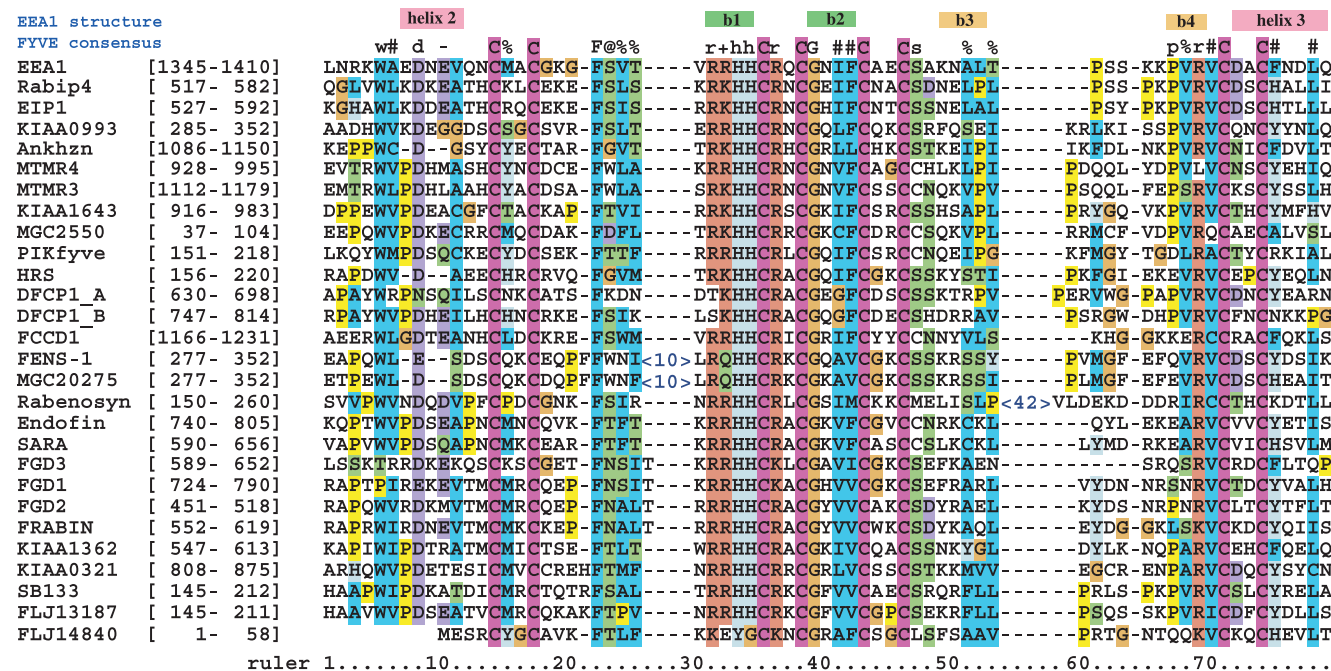 EEA1 structure helix 2 b1 b2 b3 b4 helix 3
FYVE consensus w# d - C% C F@%% r+hhCr CG ##C Cs % % p%r#C C# #
EEA1 [1345-1410] LNRKWAEDNEVQNCMACGKG-FSVT----RRHHCRQCGNIFCAECSAKNALT-------PSS-KKPVRVCDACFNDLQ
Rabip4 [ 517- 582] QGLVWLKDKEATHCKLCEKE-FSLS----KRKHHCRNCGEIFCNACSDNELPL-------PSS-PKPVRVCDSCHALLI
EIP1 [ 527- 592] KGHAWLKDDEATHCRQCEKE-FSIS----RRKHHCRNCGHIFCNTCSSNELAL-------PSY-PKPVRVCDSCHTLLL
KIAA0993 [ 285- 352] AADHWVKDEGGDSCSGCSVR-FSLT----ERRHHCRNCGQLFCQKCSRFQSEI-----KRLKI-SSPVRVCQNCYYNLQ
Ankhzn [1086-1150] KEPPWC-D--GSYCYECTAR-FGVT----TRKHHCRHCGRLLCHKCSTKEIPI-----IKFDL-NKPVRVCNICFDVLT
MTMR4 [ 928- 995] EVTRWLPDHMASHCYNCDCE-FWLA----KRRHHCRNCGNVFCAGCCHLKLPI-----PDQQL-YDPVLVCNSCYEHIQ
MTMR3 [1112-1179] EMTRWLPDHLAAHCYACDSA-FWLA----SRKHHCRNCGNVFCSSCCNQKVPV-----PSQQL-FEPSRVCKSCYSSLH
KIAA1643 [ 916- 983] DPPEWVPDEACGFCTACKAP-FTVI----RRKHHCRSCGKIFCSRCSSHSAPL-----PRYGQ-VKPVRVCTHCYMFHV
MGC2550 [ 37- 104] EEPQWVPDKECRRCMQCDAK-FDFL----TRKHHCRRCGKCFCDRCCSQKVPL-----RRMCF-VDPVRQCAECALVSL
PIKfyve [ 151- 218] LKQYWMPDSQCKECYDCSEK-FTTF----RRRHHCRLCGQIFCSRCCNQEIPG-----KFMGY-TGDLRACTYCRKIAL
HRS [ 156- 220] RAPDWV-D-AEECHRCRVQ-FGVM----TRKHHCRACGQIFCGKCSSKYSTI-----PKFGI-EKEVRVCEPCYEQLN
DFCP1_A [ 630- 698] APAYWRPNSQILSCNKCATS-FKDN----DTKHHCRACGEGFCDSCSSKTRPV----PERVWG-PAPVRVCDNCYEARN
DFCP1_B [ 747- 814] RPAYWVPDHEILHCHNCRKE-FSIK----LSKHHCRACGQGFCDECSHDRRAV-----PSRGW-DHPVRVCFNCNKKPG
FCCD1 [1166-1231] AEERWLGDTEANHCLDCKRE-FSWM----VRRHHCRICGRIFCYYCCNNYVLS-------KHG-GKKERCCRACFQKLS
FENS-1 [ 277- 352] EAPQWL-E--SDSCQKCEQPFFWNI<10>LRQHHCRKCGQAVCGKCSSKRSSY-----PVMGF-EFQVRVCDSCYDSIK
MGC20275 [ 277- 352] ETPEWL-D--SDSCQKCDQPFFWNF<10>LRQHHCRKCGKAVCGKCSSKRSSI-----PLMGF-EFEVRVCDSCHEAIT
Rabenosyn [ 150- 260] SVVPWVNDQDVPFCPDCGNK-FSIR----NRRHHCRLCGSIMCKKCMELISLP<42>VLDEKD-DDRIRCCTHCKDTLL
Endofin [ 740- 805] KQPTWVPDSEAPNCMNCQVK-FTFT----KRRHHCRACGKVFCGVCCNRKCKL-------QYL-EKEARVCVVCYETIS
SARA [ 590- 656] VAPVWVPDSQAPNCMKCEAR-FTFT----KRRHHCRACGKVFCASCCSLKCKL------LYMD-RKEARVCVICHSVLM
FGD3 [ 589- 652] LSSKTRRDKEKQSCKSCGET-FNSIT---KRRHHCKLCGAVICGKCSEFKAEN---------SRQSRVCRDCFLTQP
FGD1 [ 724- 790] RAPTPIREKEVTMCMRCQEP-FNSIT---KRRHHCKACGHVVCGKCSEFRARL------VYDN-NRSNRVCTDCYVALH
FGD2 [ 451- 518] RAPQWVRDKMVTMCMRCQEP-FNALT---RRRHHCRACGYVVCAKCSDYRAEL------KYDS-NRPNRVCLTCYTFLT
FRABIN [ 552- 619] RAPRWIRDNEVTMCMKCKEP-FNALT---RRRHHCRACGYVVCWKCSDYKAQL------EYDG-GKLSKVCKDCYQIIS
KIAA1362 [ 547- 613] KAPIWIPDTRATMCMICTSE-FTLT----WRRHHCRACGKIVCQACSSNKYGL------DYLK-NQPARVCEHCFQELQ
KIAA0321 [ 808- 875] ARHQWVPDETESICMVCCREHFTMF----NRRHHCRRCGRLVCSSCSTKKMVV------EGCR-ENPARVCDQCYSYCN
SB133 [ 145- 212] HAAPWIPDKATDICMRCTQTRFSAL----TRRHHCRKCGFVVCAECSRQRFLL------PRLS-PKPVRVCSLCYRELA
FLJ13187 [ 145- 211] HAAVWVPDSEATVCMRCQKAKFTPV----NRRHHCRKCGFVVCGPCSEKRFLL------PSQS-SKPVRICDFCYDLLS
FLJ14840 [ 1- 58] MESRCYGCAVK-FTLF----KKEYGCKNCGRAFCSGCLSFSAAV------PRTG-NTQQKVCKQCHEVLT
ruler 1....….10........20........30........40........50........60........70........